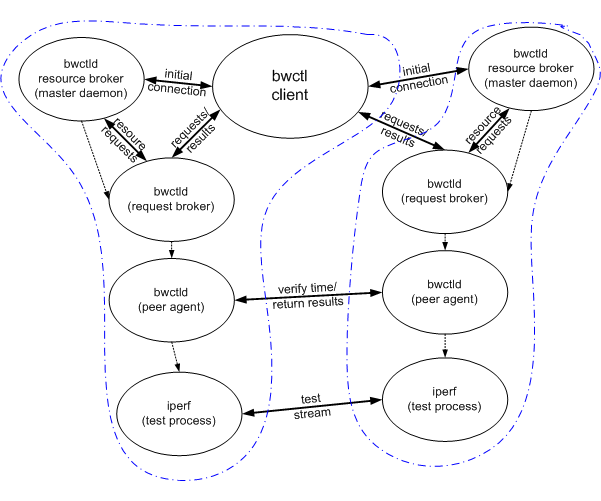 bwctld
resource broker
(master daemon)
initial
connection
bwctl
client
initial
connection
bwctld
resource broker
(master daemon)
resoure
requests
requests/
results
requests/
results
resource
requests
bwctld
(request broker)
bwctld
(request broker)
bwctld
(peer agent)
verify time/
return results
bwctld
(peer agent)
iperf
(test process)
test
stream
iperf
(test process)